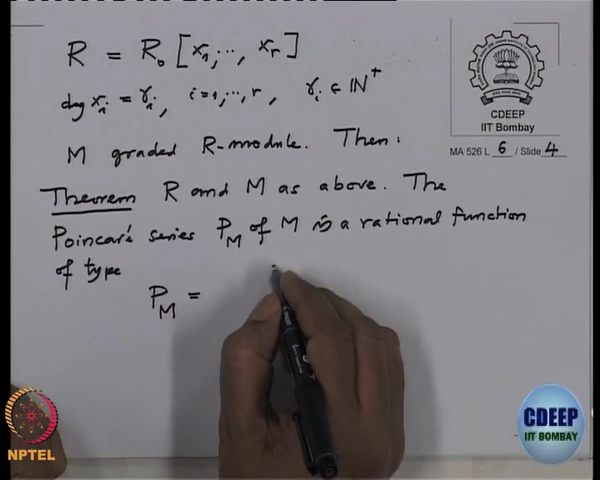 R = R₀ [x₁, ..., xᵣ]
deg xᵢ = γᵢ, i = 1, ..., r, γᵢ ∈ ℕ⁺
M graded R-module. Then:
Theorem R and M as above. The
Poincaré series P_M of M is a rational function
of type
P_M =
CDEEP
IIT Bombay
MA 526 L 6 / Slide 4
NPTEL
CDEEP
IIT BOMBAY